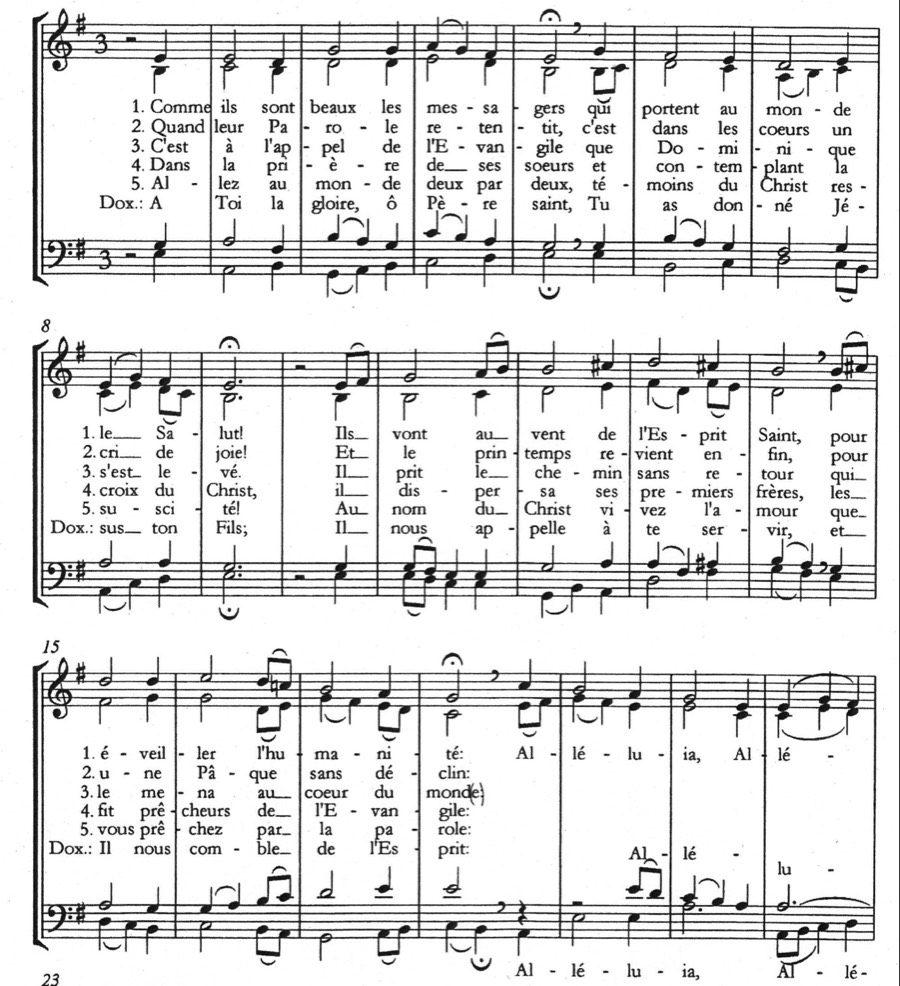 3
1. Comme ils sont beaux les mes - sa - gers qui portent au mon - de
2. Quand leur Pa - ro - le re - ten - tit, c'est dans les coeurs un
3. C'est à l'ap - pel de l'E - van - gile que Do - mi - ni - que
4. Dans la pri - è - re de ses soeurs et con - tem - plant la
5. Al - lez au mon - de deux par deux, té - moins du Christ res -
Dox.: A Toi la gloire, ô Pè - re saint, Tu as don - né Jé -
3
8
1. le Sa - lut! Ils vont au vent de l'Es - prit Saint, pour
2. cri de joie! Et le prin - temps re - vient en - fin, pour
3. s'est le - vé. Il prit le che - min sans re - tour qui
4. croix du Christ, il dis - per - sa ses pre - miers frères, les
5. su - sci - té! Au nom du Christ vi - vez l'a - mour que
Dox.: sus ton Fils; Il nous ap - pelle à te ser - vir, et
15
1. é - veil - ler l'hu - ma - ni - té: Al - lé - lu - ia, Al - lé -
2. u - ne Pâ - que sans dé - clin:
3. le me - na au coeur du monde(:)
4. fit prê - cheurs de l'E - van - gile:
5. vous prê - chez par la pa - role:
Dox.: Il nous com - ble de l'Es - prit: Al - lé - lu -
Al - lé - lu - ia, Al - lé-
23